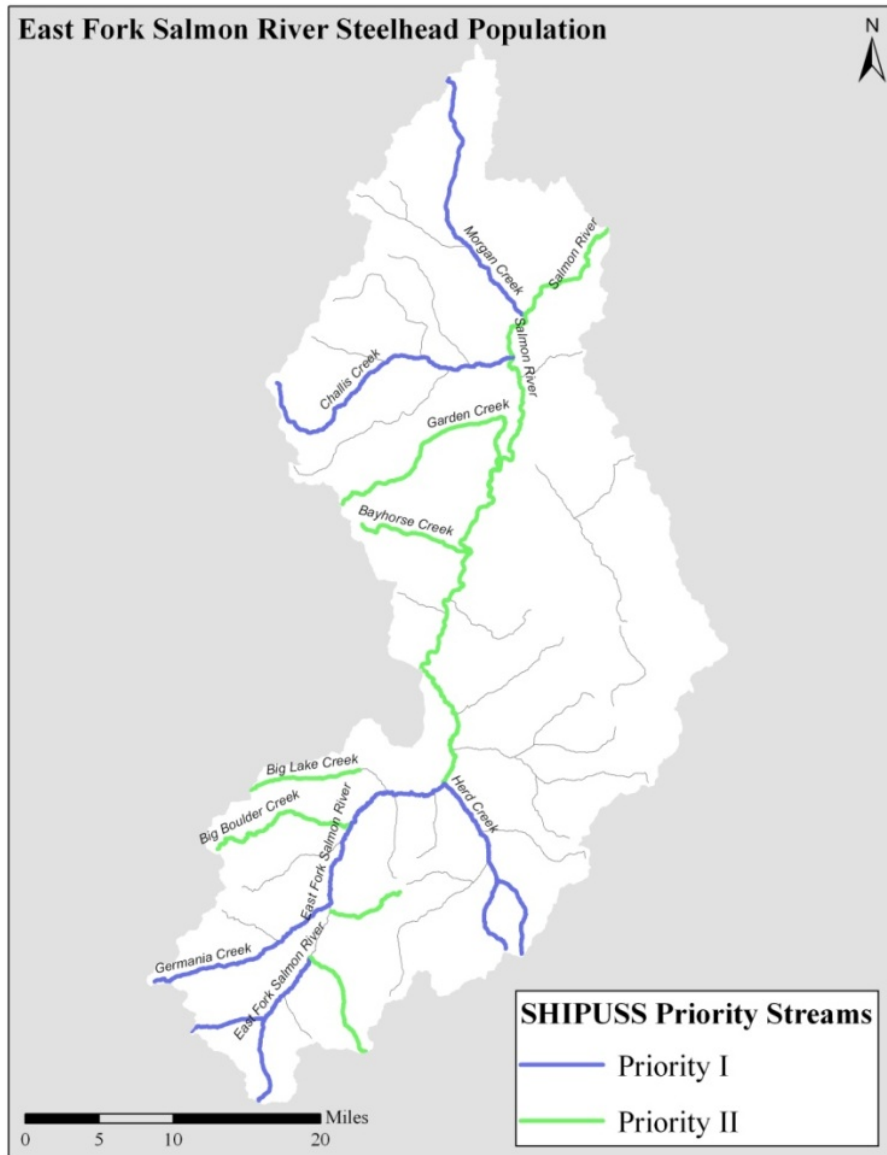 East Fork Salmon River Steelhead Population
N
Morgan Creek
Salmon River
Salmon River
Challis Creek
Garden Creek
Bayhorse Creek
Big Lake Creek
Big Boulder Creek
Herd Creek
East Fork Salmon River
Germania Creek
East Fork Salmon River
SHIPUSS Priority Streams
Priority I
Priority II
Miles
0 5 10 20